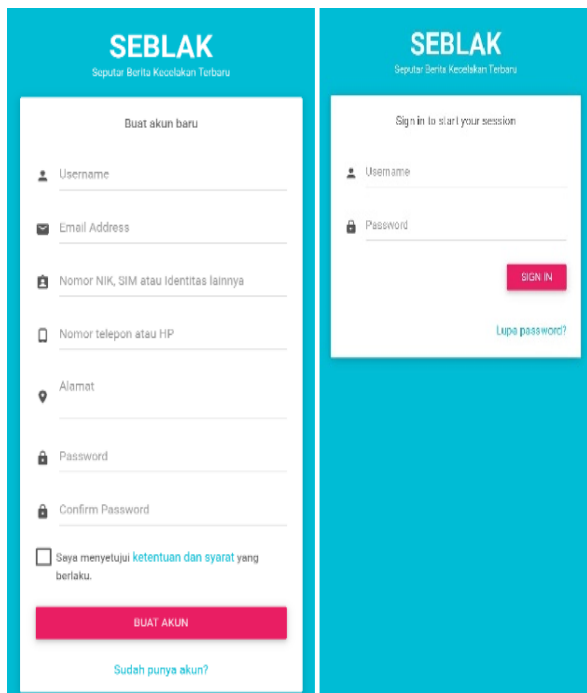 SEBLAK
Seputar Berita Kecelakan Terbaru
Buat akun baru
Username
Email Address
Nomor NIK, SIM atau Identitas lainnya
Nomor telepon atau HP
Alamat
Password
Confirm Password
Saya menyetujui ketentuan dan syarat yang
berlaku.
BUAT AKUN
Sudah punya akun?
SEBLAK
Seputar Berita Kecelakan Terbaru
Sign in to start your session
Username
Password
SIGN IN
Lupa password?